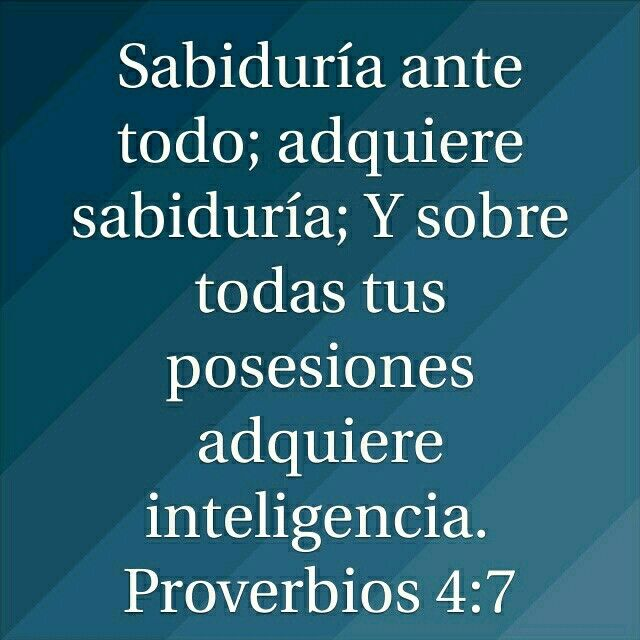 Sabiduría ante
todo; adquiere
sabiduría; Y sobre
todas tus
posesiones
adquiere
inteligencia.
Proverbios 4:7